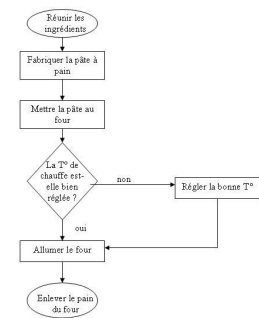 Réunir les
ingrédients
Fabriquer la pâte à
pain
Mettre la pâte au
four
La T° de
chauffe est-
elle bien
réglée ?
non
Régler la bonne T°
oui
Allumer le four
Enlever le pain
du four